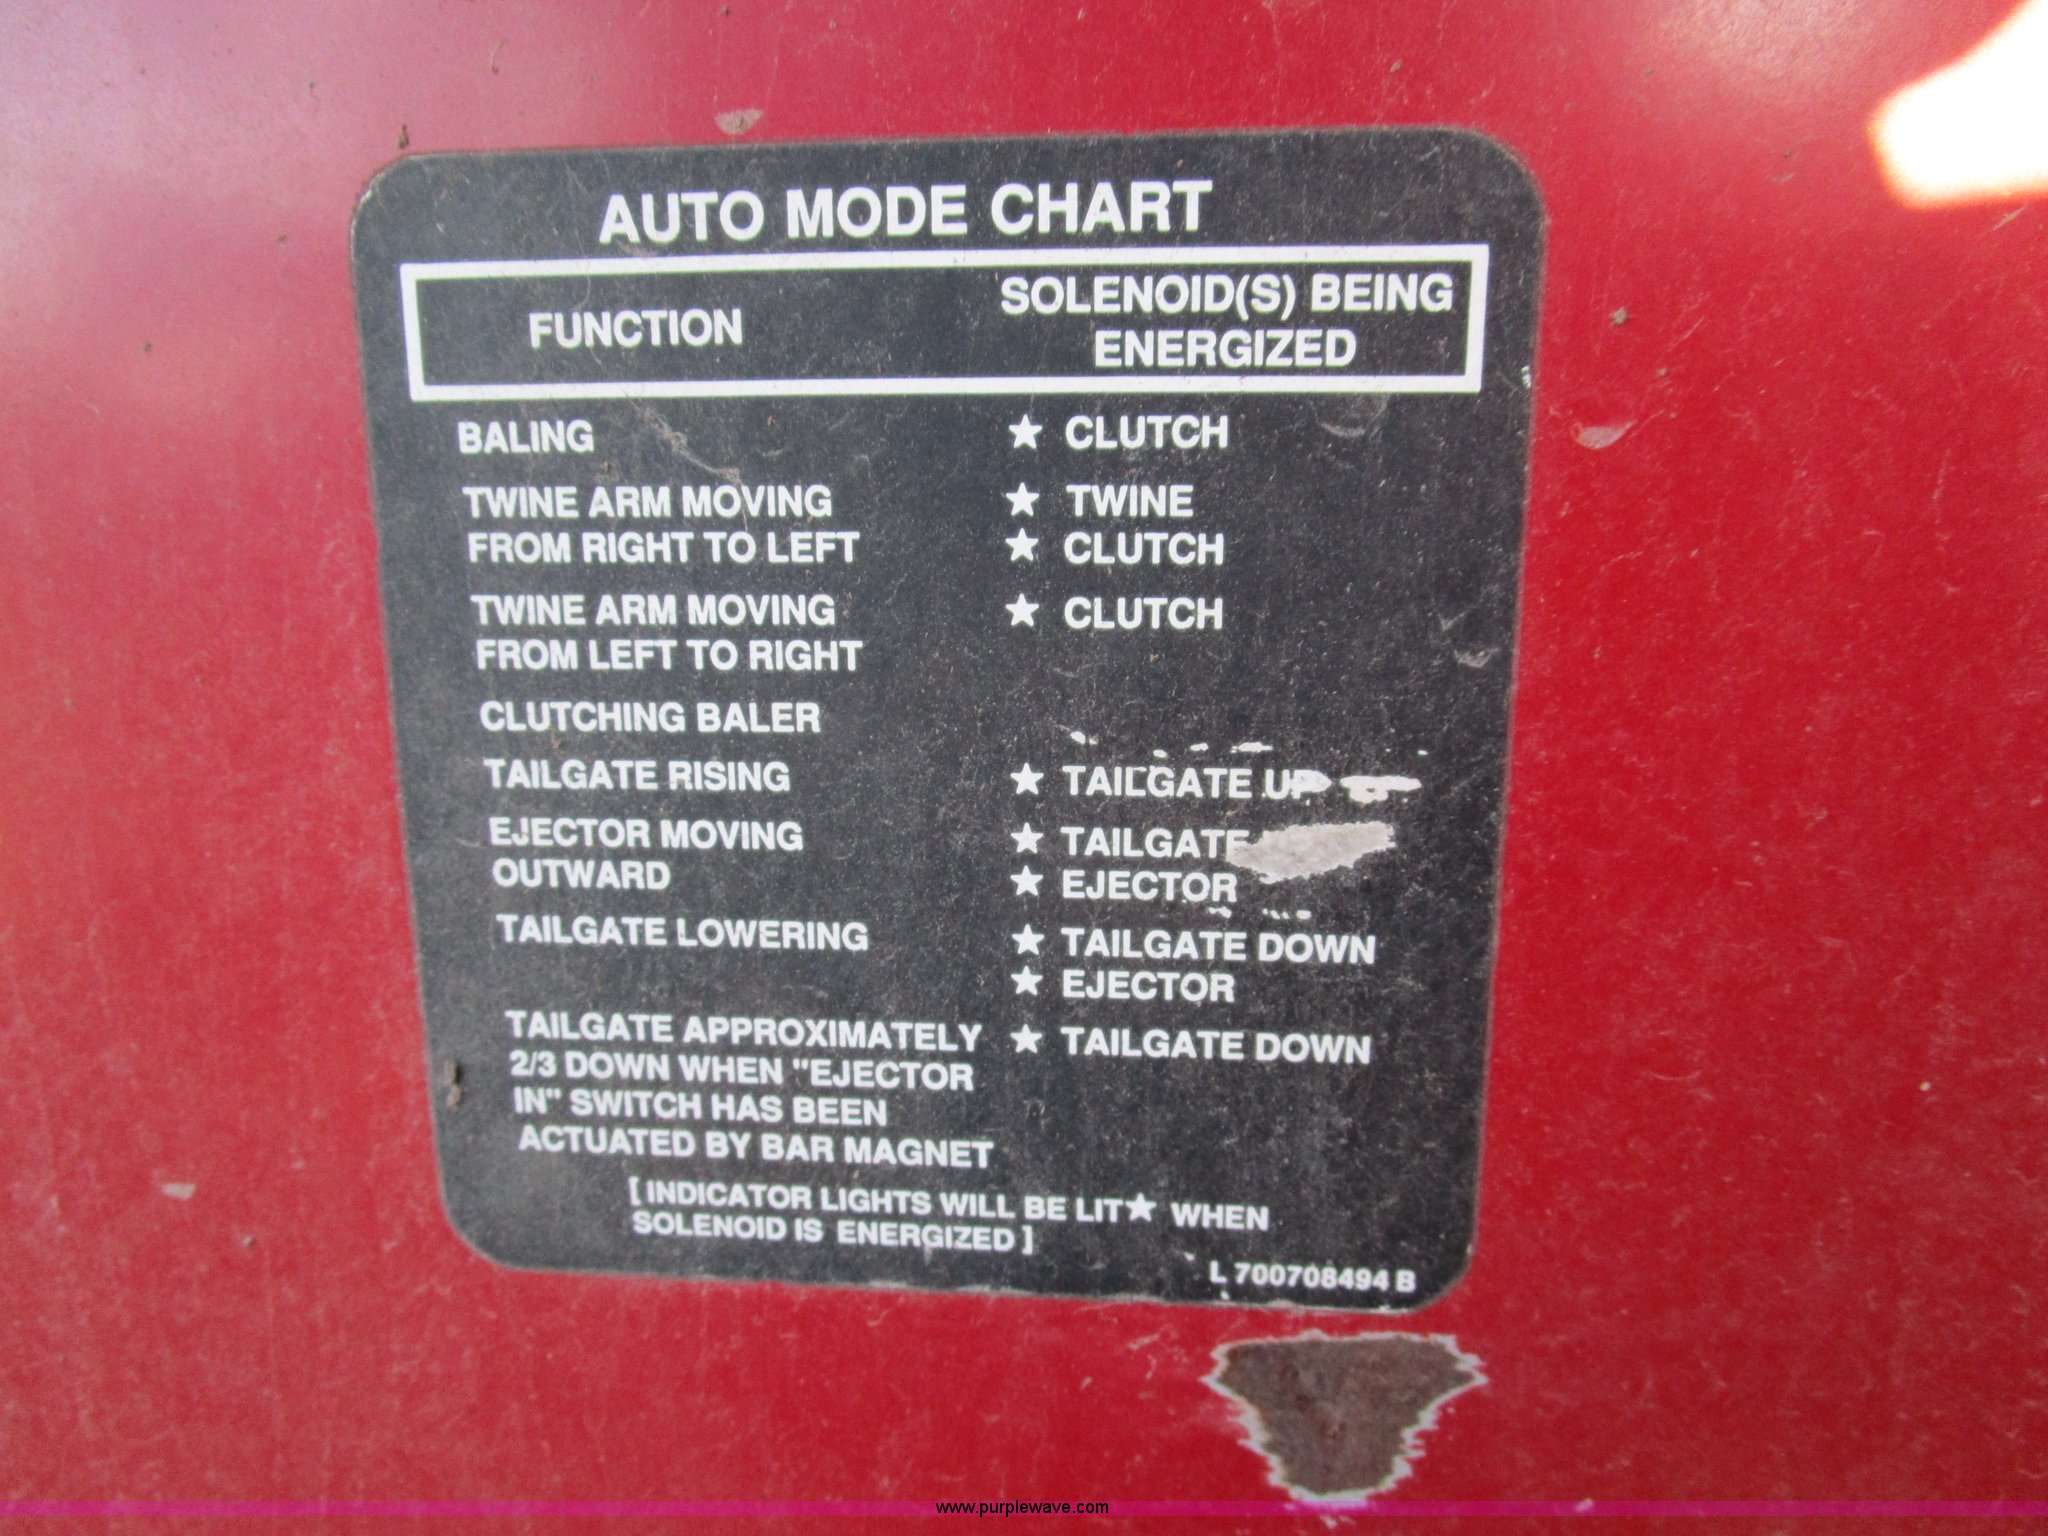 AUTO MODE CHART
FUNCTION
SOLENOID(S) BEING
ENERGIZED
BALING ★ CLUTCH
TWINE ARM MOVING ★ TWINE
FROM RIGHT TO LEFT ★ CLUTCH
TWINE ARM MOVING ★ CLUTCH
FROM LEFT TO RIGHT
CLUTCHING BALER
TAILGATE RISING ★ TAILGATE UP
EJECTOR MOVING ★ TAILGATE
OUTWARD ★ EJECTOR
TAILGATE LOWERING ★ TAILGATE DOWN
★ EJECTOR
TAILGATE APPROXIMATELY ★ TAILGATE DOWN
2/3 DOWN WHEN "EJECTOR
IN" SWITCH HAS BEEN
ACTUATED BY BAR MAGNET
[ INDICATOR LIGHTS WILL BE LIT ★ WHEN
SOLENOID IS ENERGIZED ]
L 700708494 B
www.purplewave.com